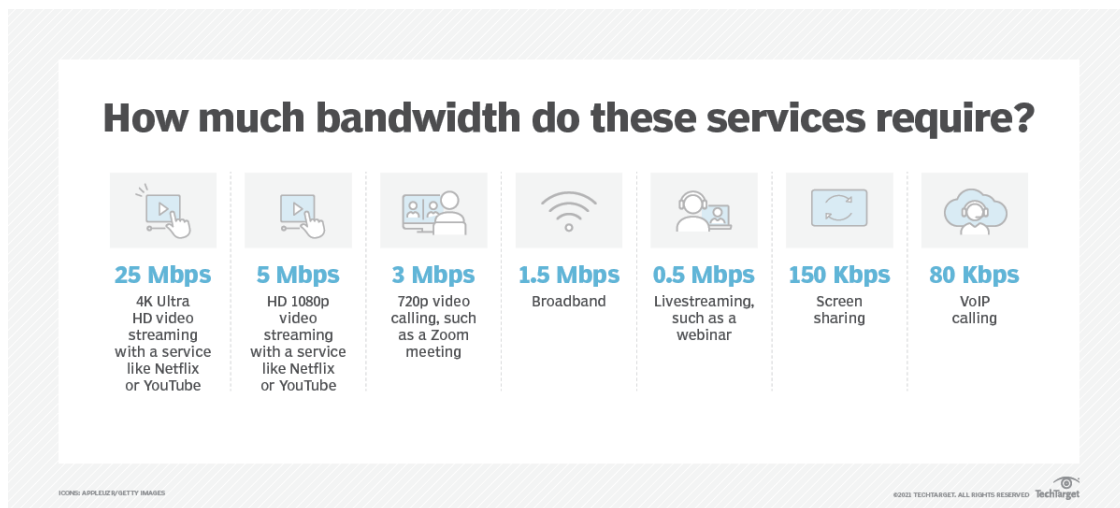 How much bandwidth do these services require?
25 Mbps
4K Ultra
HD video
streaming
with a service
like Netflix
or YouTube
5 Mbps
HD 1080p
video
streaming
with a service
like Netflix
or YouTube
3 Mbps
720p video
calling, such
as a Zoom
meeting
1.5 Mbps
Broadband
0.5 Mbps
Livestreaming,
such as a
webinar
150 Kbps
Screen
sharing
80 Kbps
VoIP
calling
ICONS: APPLEUZR/GETTY IMAGES
©2021 TECHTARGET. ALL RIGHTS RESERVED
TechTarget